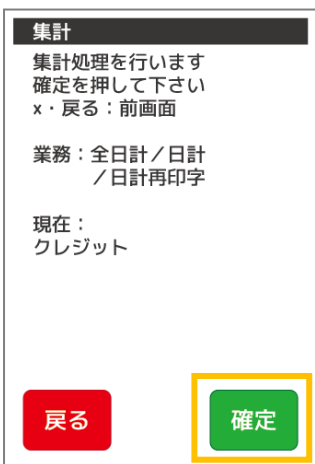 集計
集計処理を行います
確定を押して下さい
x・戻る：前画面
業務：全日計／日計
／日計再印字
現在：
クレジット
戻る
確定